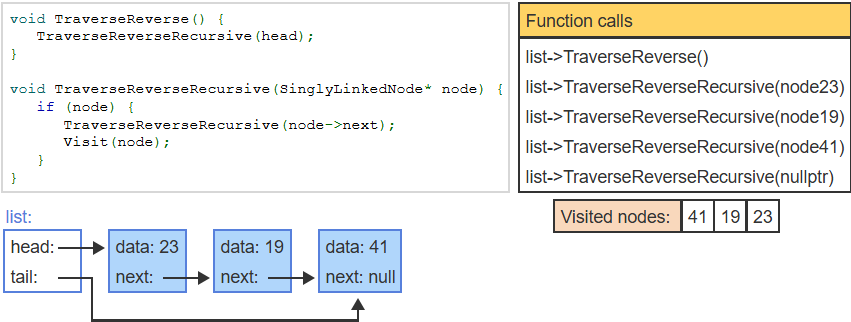 void TraverseReverse() {
   TraverseReverseRecursive(head);
}
void TraverseReverseRecursive(SinglyLinkedNode* node) {
   if (node) {
      TraverseReverseRecursive(node->next);
      Visit(node);
   }
}
Function calls
list->TraverseReverse()
list->TraverseReverseRecursive(node23)
list->TraverseReverseRecursive(node19)
list->TraverseReverseRecursive(node41)
list->TraverseReverseRecursive(nullptr)
Visited nodes: 41 19 23
list:
head: data: 23 data: 19 data: 41
tail: next: next: next: null